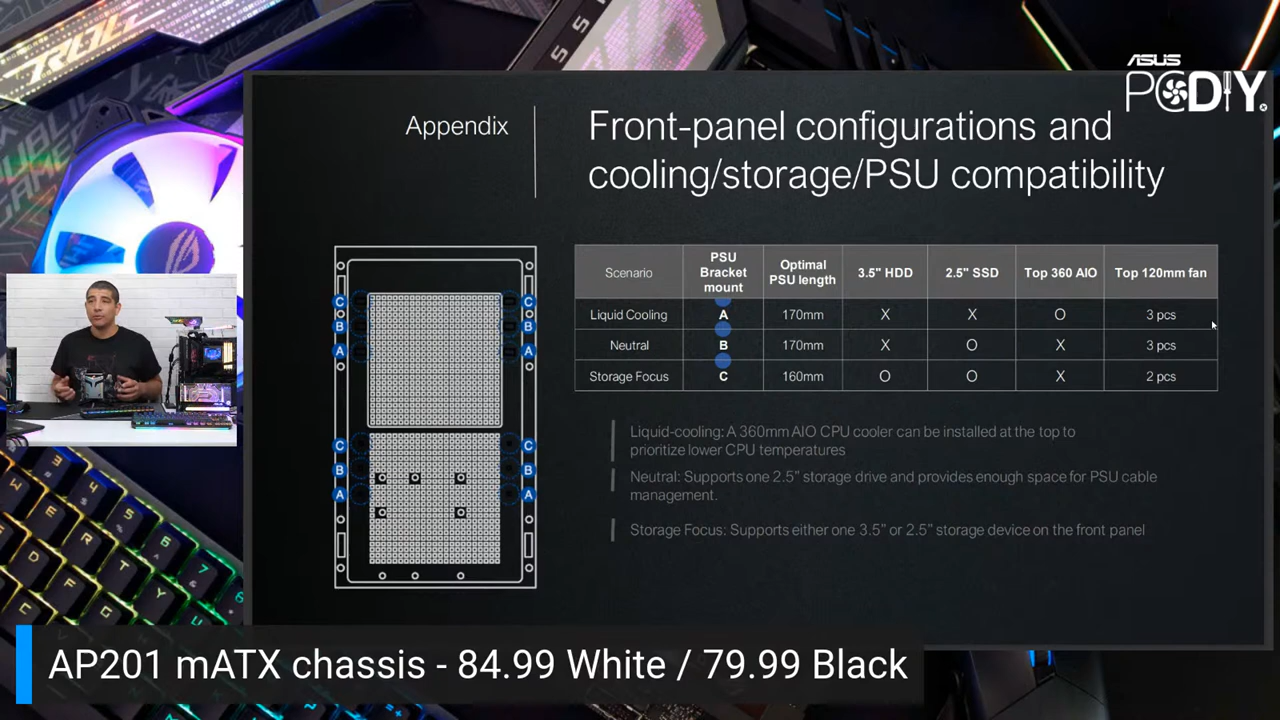 ASUS
PCDIY.
Appendix
Front-panel configurations and
cooling/storage/PSU compatibility
Scenario
PSU
Bracket
mount
Optimal
PSU length
3.5" HDD
2.5" SSD
Top 360 AIO
Top 120mm fan
Liquid Cooling A 170mm X X O 3 pcs
Neutral B 170mm X O X 3 pcs
Storage Focus C 160mm O O X 2 pcs
C C
B B
A A
C C
B B
A A
Liquid-cooling: A 360mm AIO CPU cooler can be installed at the top to
prioritize lower CPU temperatures
Neutral: Supports one 2.5" storage drive and provides enough space for PSU cable
management.
Storage Focus: Supports either one 3.5" or 2.5" storage device on the front panel
AP201 mATX chassis - 84.99 White / 79.99 Black